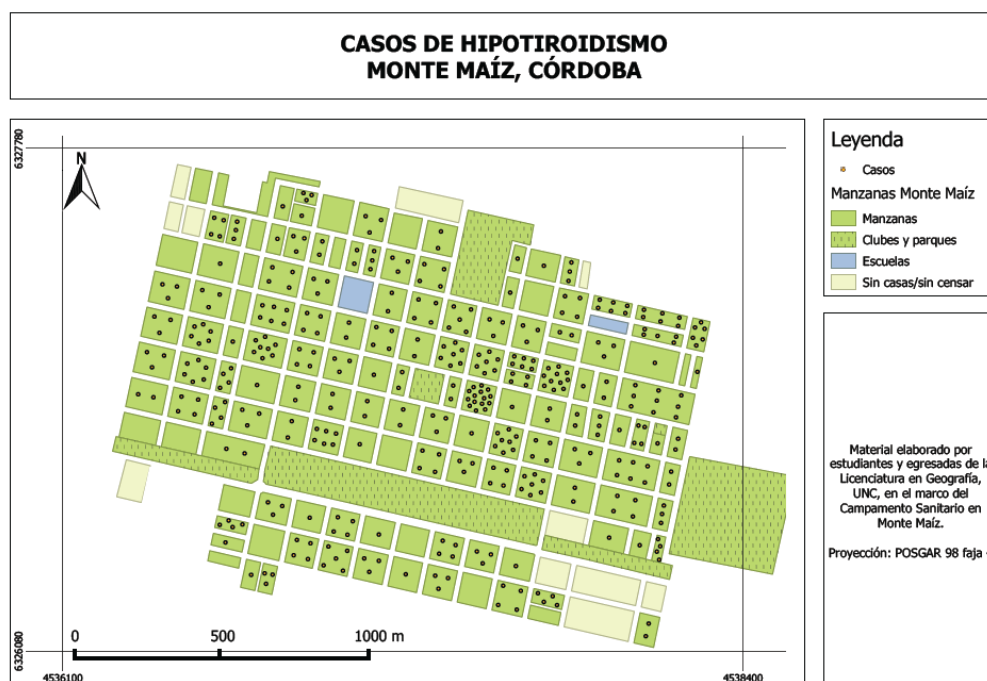 CASOS DE HIPOTIROIDISMO
MONTE MAÍZ, CÓRDOBA
6327780
N
Leyenda
Casos
Manzanas Monte Maíz
Manzanas
Clubes y parques
Escuelas
Sin casas/sin censar
Material elaborado por
estudiantes y egresadas de la
Licenciatura en Geografía,
UNC, en el marco del
Campamento Sanitario en
Monte Maíz.
Proyección: POSGAR 98 faja
0 500 1000 m
6326080
4536100 4538400